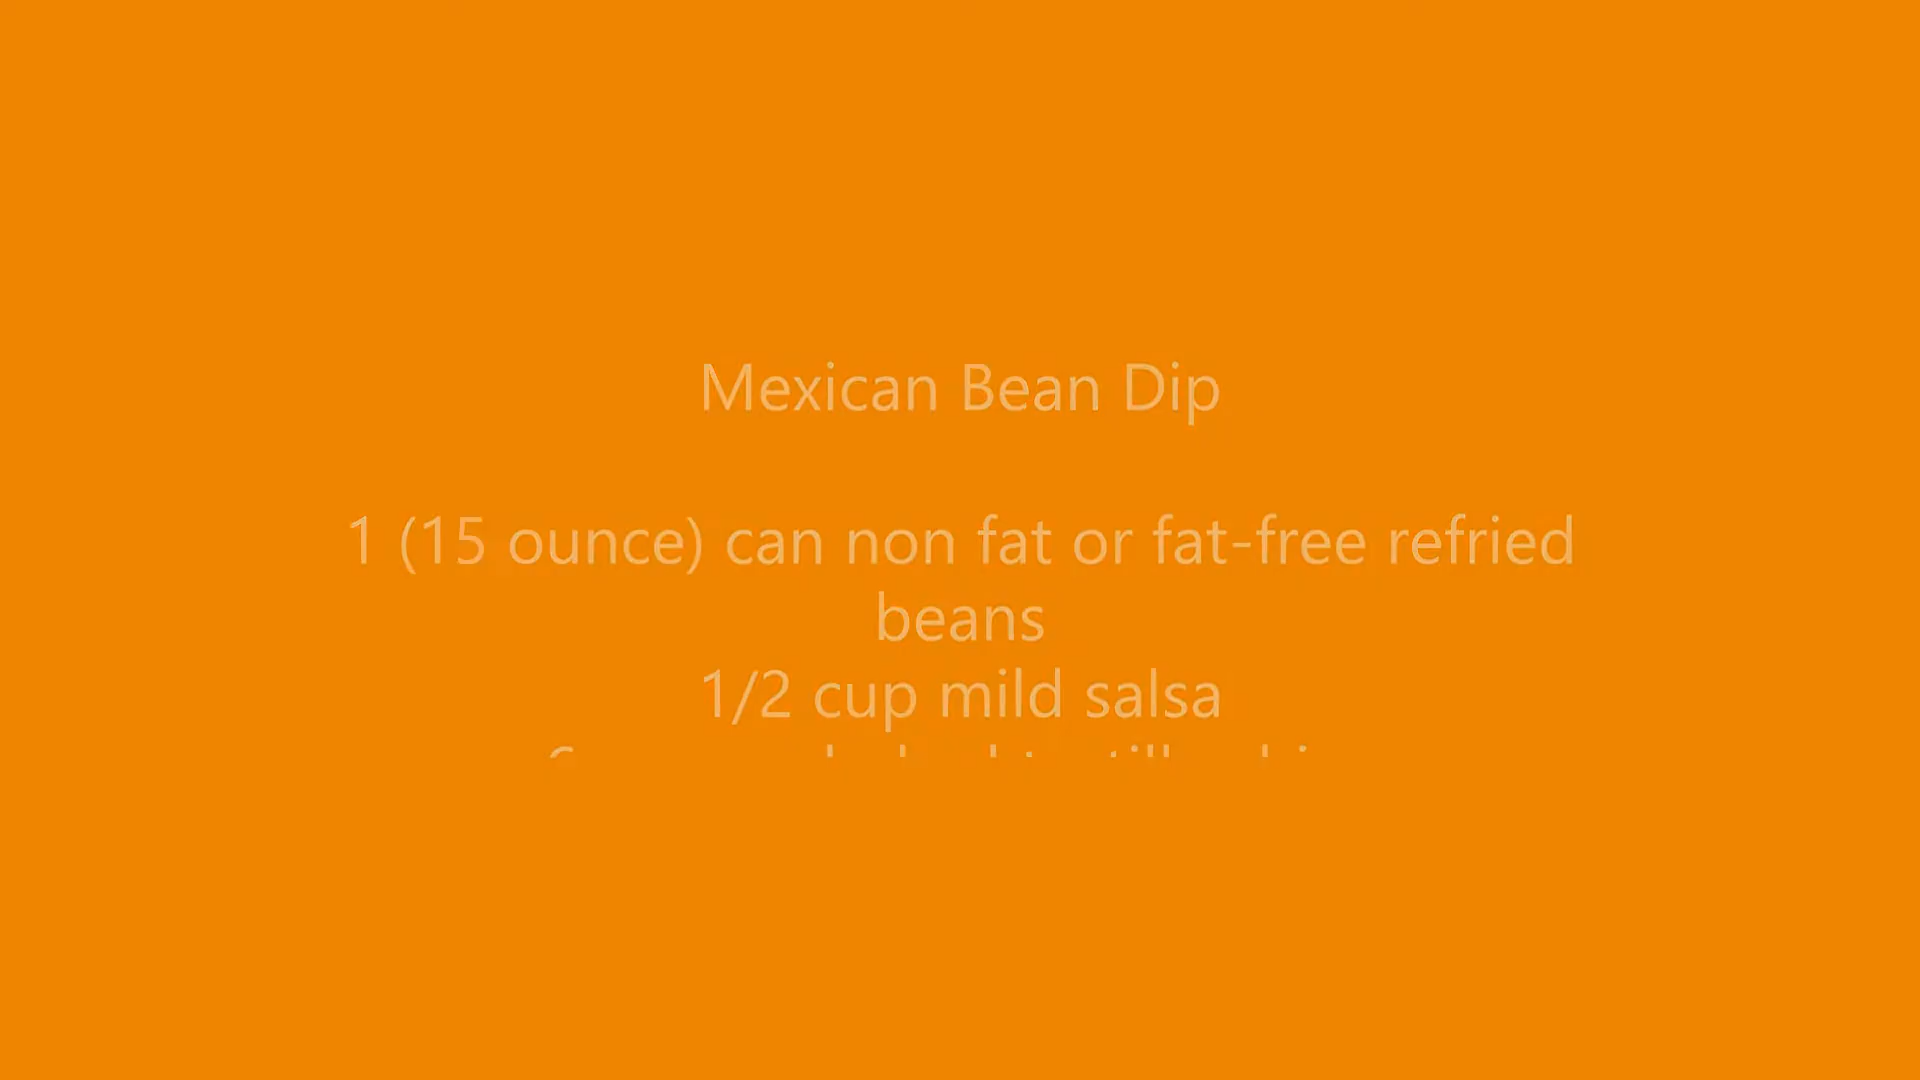 Mexican Bean Dip
1 (15 ounce) can non fat or fat-free refried
beans
1/2 cup mild salsa